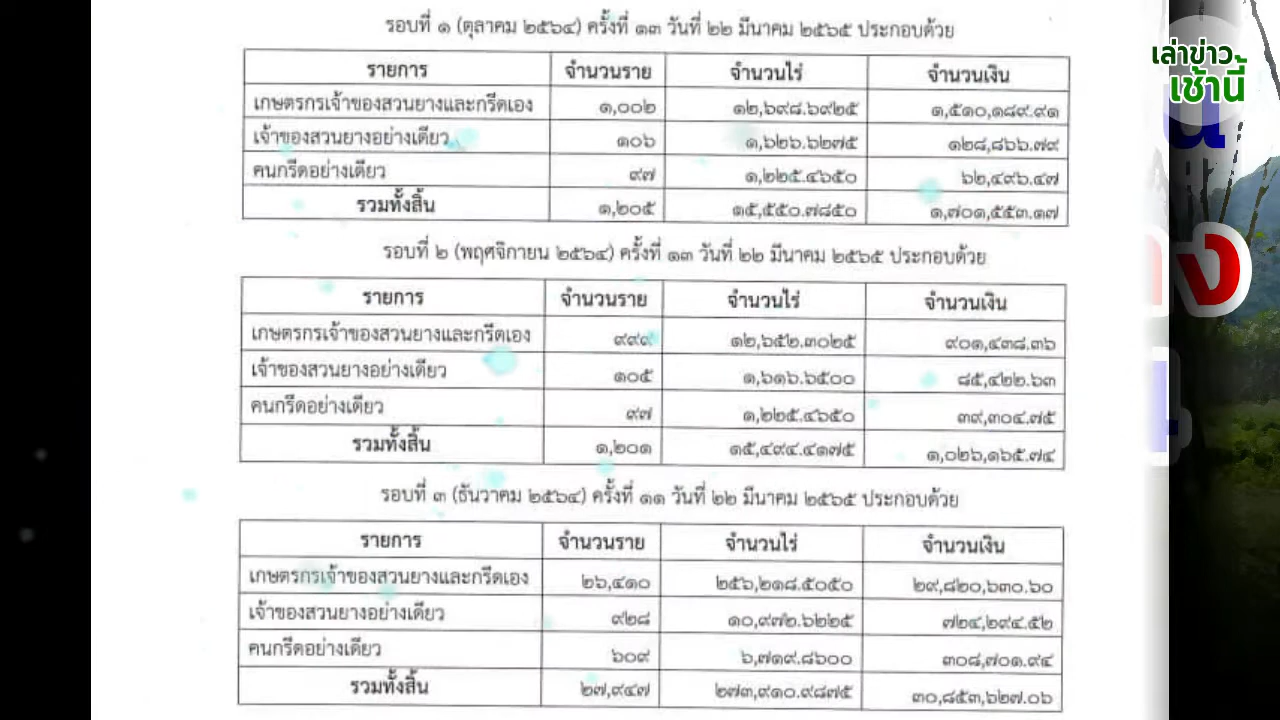 รอบที่ ๑ (ตุลาคม ๒๕๖๔) ครั้งที่ ๑๓ วันที่ ๒๒ มีนาคม ๒๕๖๕ ประกอบด้วย
รายการ จำนวนราย จำนวนไร่ จำนวนเงิน
เกษตรกรเจ้าของสวนยางและกรีดเอง ๑,๐๐๒ ๑๒,๖๙๘.๖๙๒๕ ๑,๕๑๐,๑๘๙.๙๑
เจ้าของสวนยางอย่างเดียว ๑๐๖ ๑,๖๒๖.๖๒๗๕ ๑๒๘,๘๖๖.๗๙
คนกรีดอย่างเดียว ๙๗ ๑,๒๒๕.๔๖๕๐ ๖๒,๔๙๖.๔๗
รวมทั้งสิ้น ๑,๒๐๕ ๑๕,๕๕๐.๗๘๕๐ ๑,๗๐๑,๕๕๓.๑๗
รอบที่ ๒ (พฤศจิกายน ๒๕๖๔) ครั้งที่ ๑๓ วันที่ ๒๒ มีนาคม ๒๕๖๕ ประกอบด้วย
รายการ จำนวนราย จำนวนไร่ จำนวนเงิน
เกษตรกรเจ้าของสวนยางและกรีดเอง ๙๙๙ ๑๒,๖๕๒.๓๐๒๕ ๙๐๑,๔๓๘.๓๖
เจ้าของสวนยางอย่างเดียว ๑๐๕ ๑,๖๑๖.๖๕๐๐ ๘๕,๔๒๒.๖๓
คนกรีดอย่างเดียว ๙๗ ๑,๒๒๕.๔๖๕๐ ๓๙,๓๐๔.๗๕
รวมทั้งสิ้น ๑,๒๐๑ ๑๕,๔๙๔.๔๑๗๕ ๑,๐๒๖,๑๖๕.๗๔
รอบที่ ๓ (ธันวาคม ๒๕๖๔) ครั้งที่ ๑๑ วันที่ ๒๒ มีนาคม ๒๕๖๕ ประกอบด้วย
รายการ จำนวนราย จำนวนไร่ จำนวนเงิน
เกษตรกรเจ้าของสวนยางและกรีดเอง ๒๖,๔๑๐ ๒๕๖,๒๑๘.๕๐๕๐ ๒๙,๘๒๐,๖๓๐.๖๐
เจ้าของสวนยางอย่างเดียว ๙๒๘ ๑๐,๙๗๒.๖๒๒๕ ๗๒๔,๒๙๔.๕๒
คนกรีดอย่างเดียว ๖๐๙ ๖,๗๑๙.๘๖๐๐ ๓๐๘,๗๐๑.๙๔
รวมทั้งสิ้น ๒๗,๙๔๗ ๒๗๓,๙๑๐.๙๘๗๕ ๓๐,๘๕๓,๖๒๗.๐๖
เล่าข่าว
เช้านี้